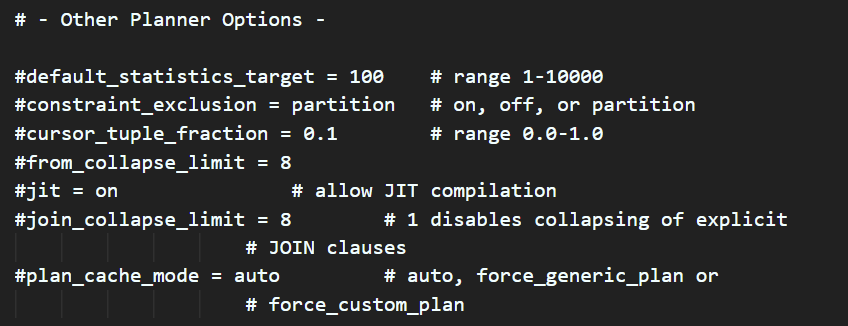 # - Other Planner Options -
#default_statistics_target = 100    # range 1-10000
#constraint_exclusion = partition   # on, off, or partition
#cursor_tuple_fraction = 0.1        # range 0.0-1.0
#from_collapse_limit = 8
#jit = on               # allow JIT compilation
#join_collapse_limit = 8        # 1 disables collapsing of explicit
                    # JOIN clauses
#plan_cache_mode = auto         # auto, force_generic_plan or
                    # force_custom_plan